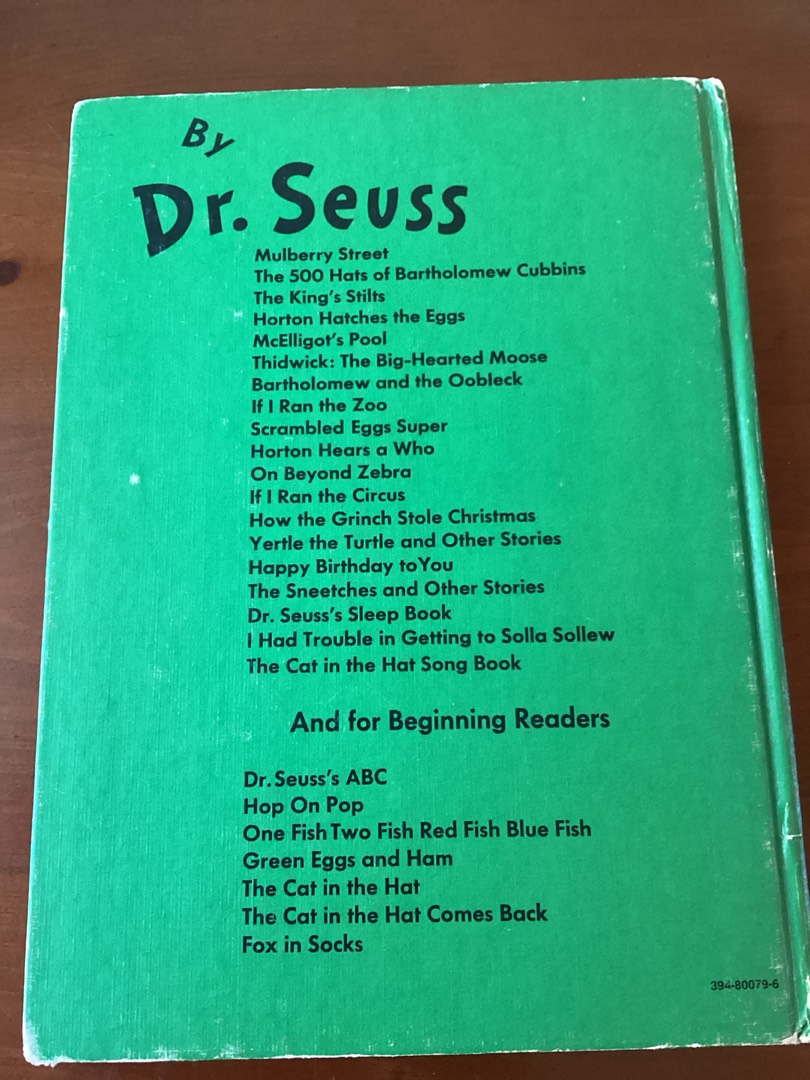 By
Dr. Seuss
Mulberry Street
The 500 Hats of Bartholomew Cubbins
The King's Stilts
Horton Hatches the Eggs
McElligot's Pool
Thidwick: The Big-Hearted Moose
Bartholomew and the Oobleck
If I Ran the Zoo
Scrambled Eggs Super
Horton Hears a Who
On Beyond Zebra
If I Ran the Circus
How the Grinch Stole Christmas
Yertle the Turtle and Other Stories
Happy Birthday to You
The Sneetches and Other Stories
Dr. Seuss's Sleep Book
I Had Trouble in Getting to Solla Sollew
The Cat in the Hat Song Book
And for Beginning Readers
Dr. Seuss's ABC
Hop On Pop
One Fish Two Fish Red Fish Blue Fish
Green Eggs and Ham
The Cat in the Hat
The Cat in the Hat Comes Back
Fox in Socks
394-80079-6